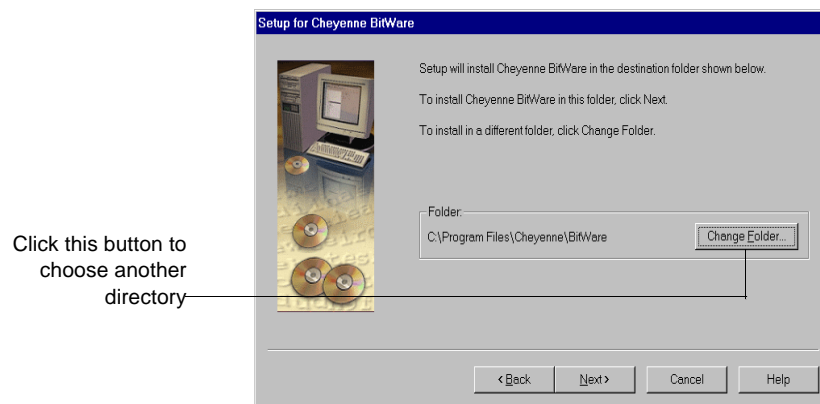 Setup for Cheyenne BitWare
Setup will install Cheyenne BitWare in the destination folder shown below.
To install Cheyenne BitWare in this folder, click Next.
To install in a different folder, click Change Folder.
Folder:
C:\Program Files\Cheyenne\BitWare
Change Folder...
Click this button to
choose another
directory
< Back
Next >
Cancel
Help